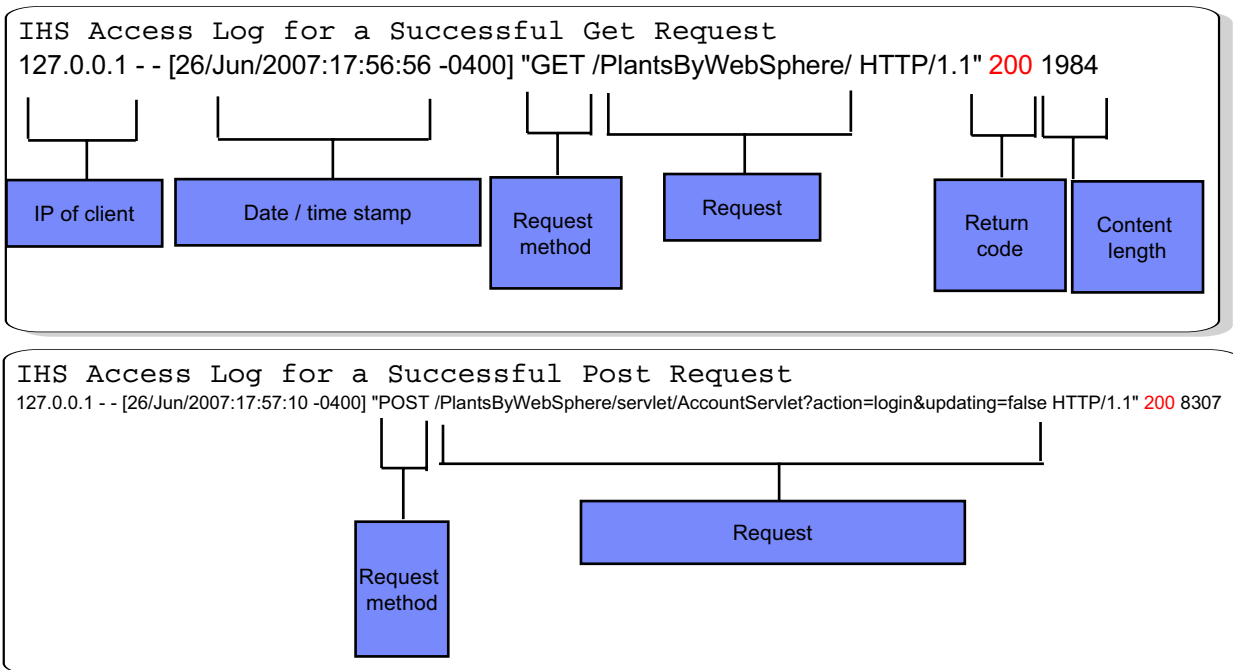 IHS Access Log for a Successful Get Request
127.0.0.1 - - [26/Jun/2007:17:56:56 -0400] "GET /PlantsByWebSphere/ HTTP/1.1" 200 1984
IP of client
Date / time stamp
Request
method
Request
Return
code
Content
length
IHS Access Log for a Successful Post Request
127.0.0.1 - - [26/Jun/2007:17:57:10 -0400] "POST /PlantsByWebSphere/servlet/AccountServlet?action=login&updating=false HTTP/1.1" 200 8307
Request
method
Request